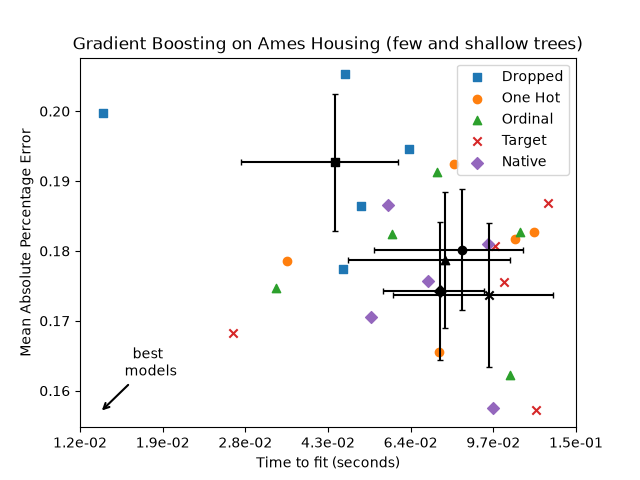 Gradient Boosting on Ames Housing (few and shallow trees)
Mean Absolute Percentage Error
0.20
0.19
0.18
0.17
0.16
Dropped
One Hot
Ordinal
Target
Native
best
models
1.2e-02 1.9e-02 2.8e-02 4.3e-02 6.4e-02 9.7e-02 1.5e-01
Time to fit (seconds)